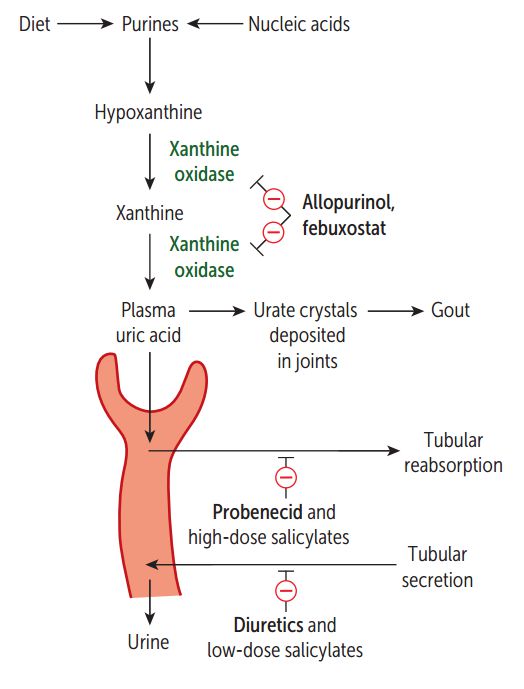 Diet Purines Nucleic acids
Hypoxanthine
Xanthine
oxidase
Allopurinol,
febuxostat
Xanthine
Xanthine
oxidase
Plasma
uric acid
Urate crystals
deposited
in joints
Gout
Tubular
reabsorption
Probenecid and
high-dose salicylates
Tubular
secretion
Diuretics and
low-dose salicylates
Urine